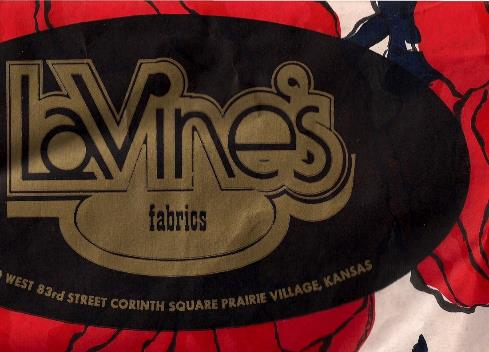 LaVine's
fabrics
WEST 83rd STREET CORINTH SQUARE PRAIRIE VILLAGE, KANSAS